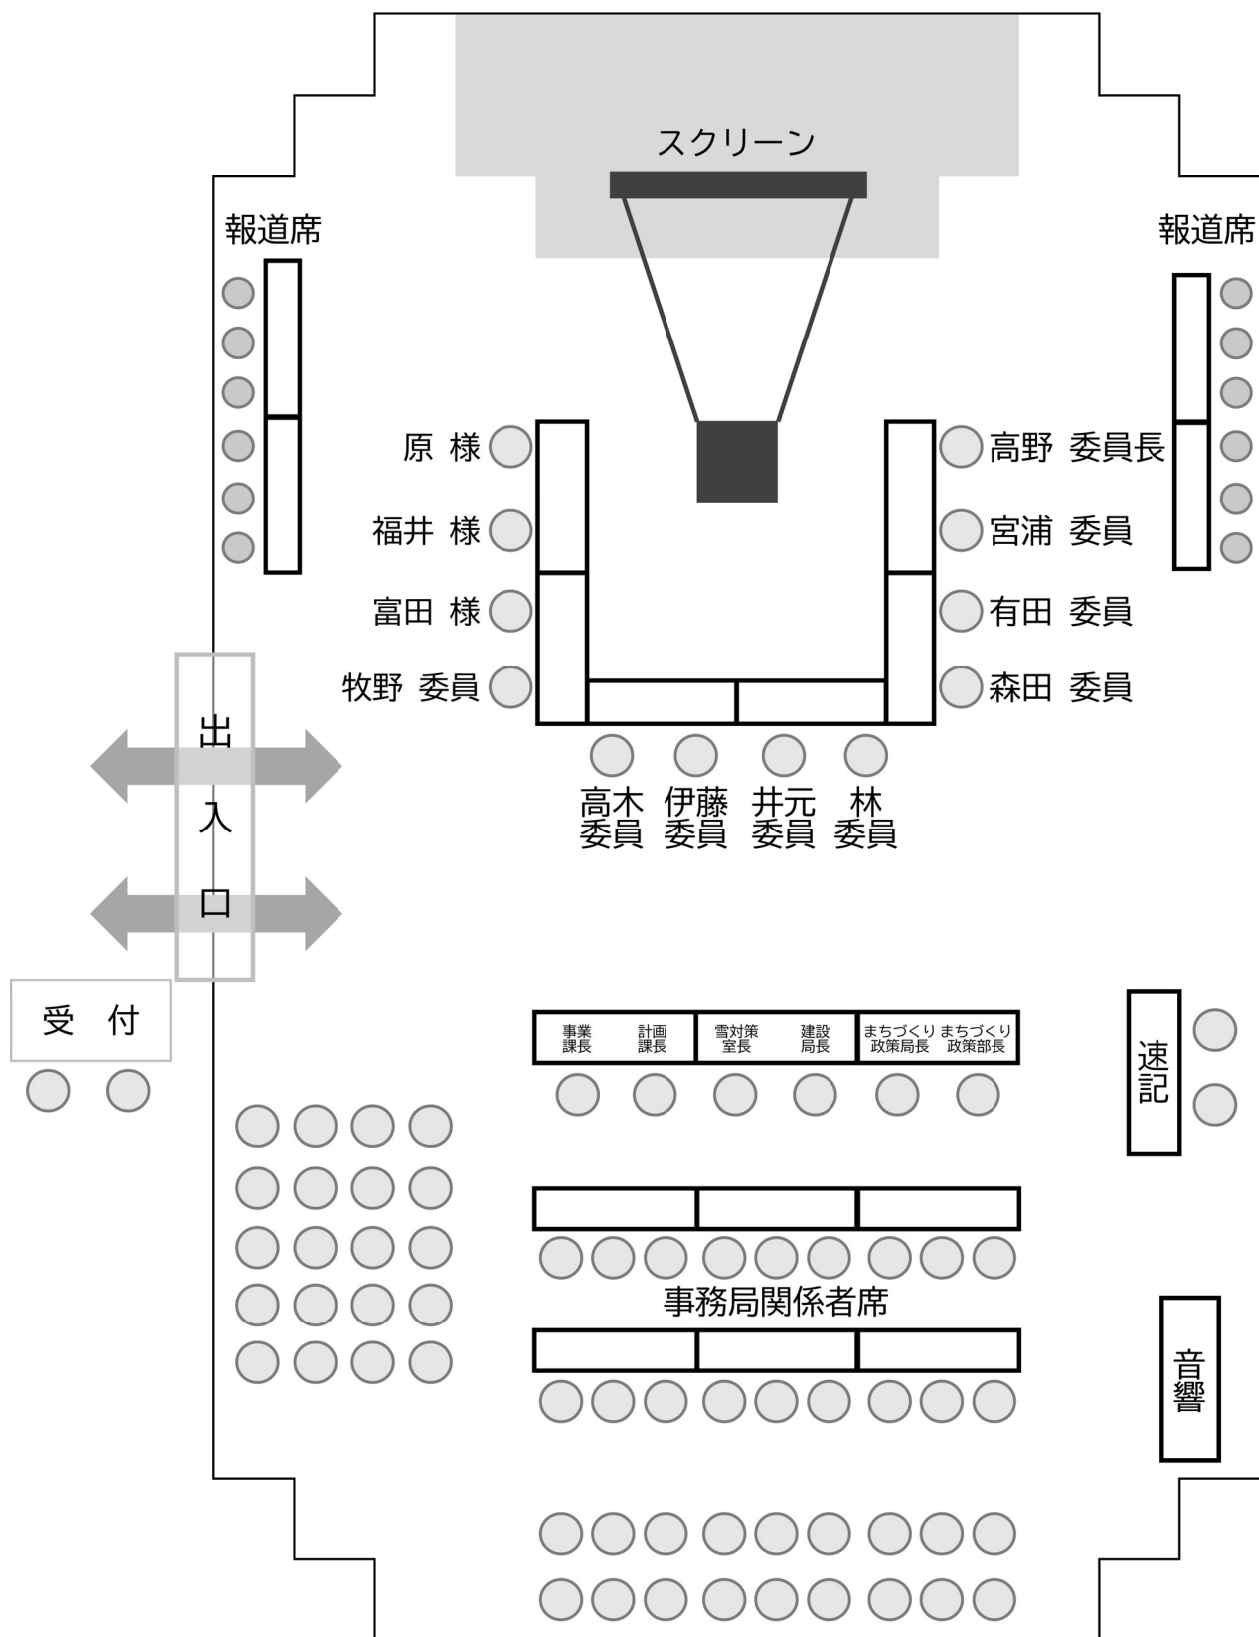 スクリーン
報道席
報道席
原 様
高野 委員長
福井 様
宮浦 委員
富田 様
有田 委員
牧野 委員
森田 委員
高木
委員
伊藤
委員
井元
委員
林
委員
出
入
口
受 付
事業
課長
計画
課長
雪対策
室長
建設
局長
まちづくり
政策局長
まちづくり
政策部長
速記
事務局関係者席
音響